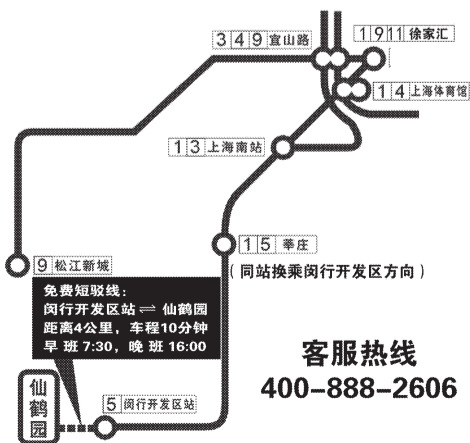 3 4 9 宜山路
1 9 11 徐家汇
1 4 上海体育馆
1 3 上海南站
1 5 莘庄
(同站换乘闵行开发区方向)
9 松江新城
免费短驳线:
闵行开发区站 ⇌ 仙鹤园
距离4公里,车程10分钟
早班7:30,晚班16:00
客服热线
400-888-2606
仙鹤园
5 闵行开发区站